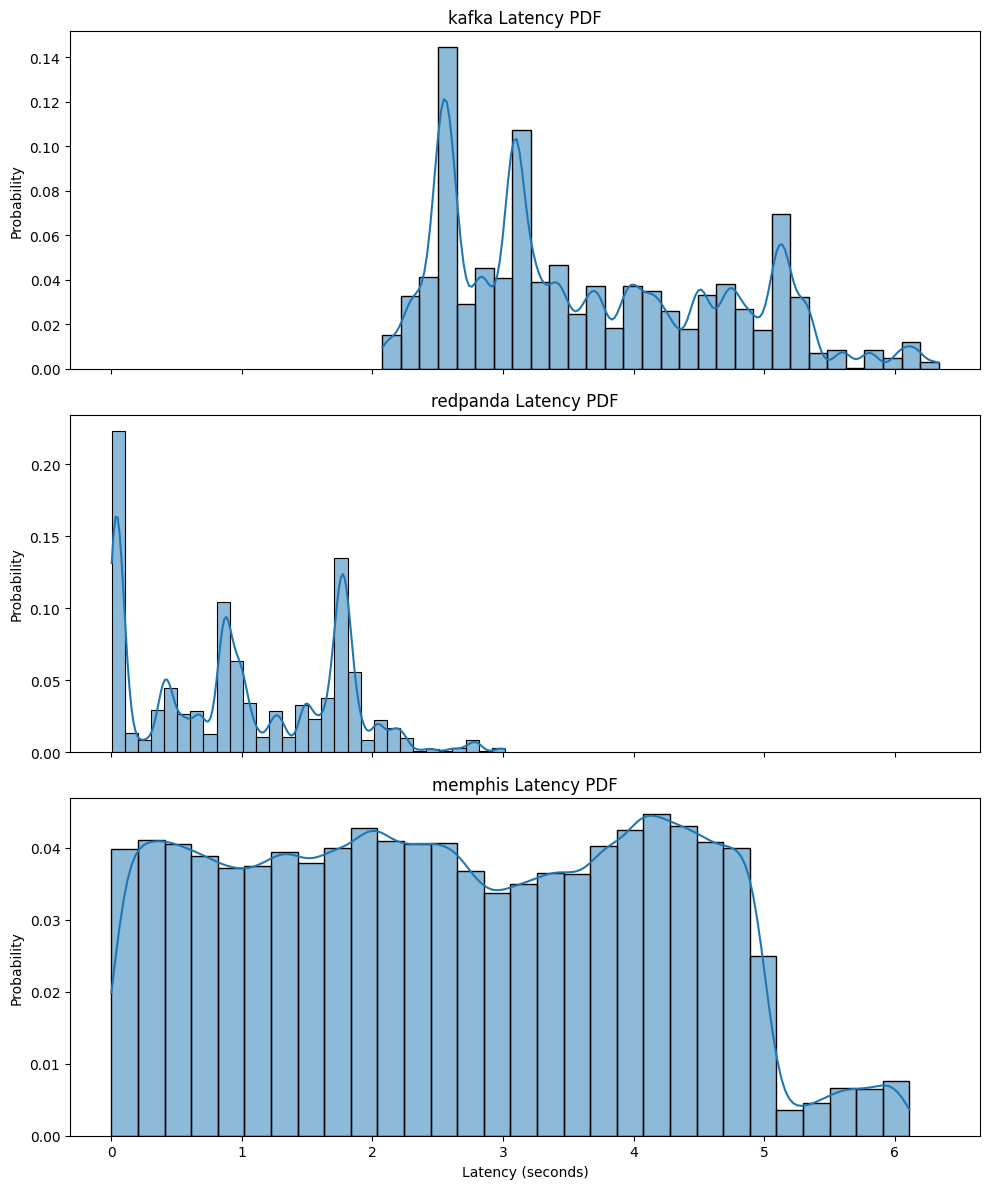 kafka Latency PDF
0.14
0.12
0.10
0.08
0.06
0.04
0.02
0.00
Probability
redpanda Latency PDF
0.20
0.15
0.10
0.05
0.00
Probability
memphis Latency PDF
0.04
0.03
0.02
0.01
0.00
Probability
0 1 2 3 4 5 6
Latency (seconds)